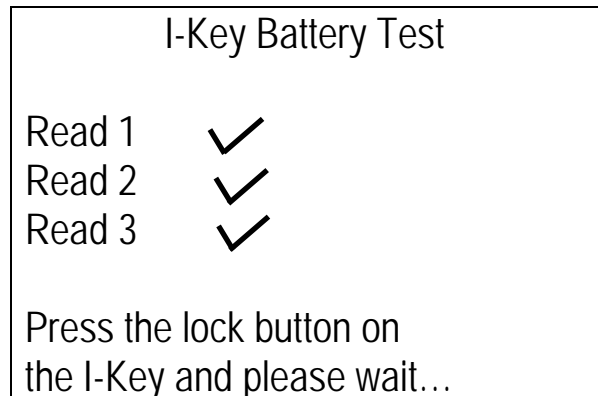 I-Key Battery Test
Read 1 ✓
Read 2 ✓
Read 3 ✓
Press the lock button on
the I-Key and please wait…